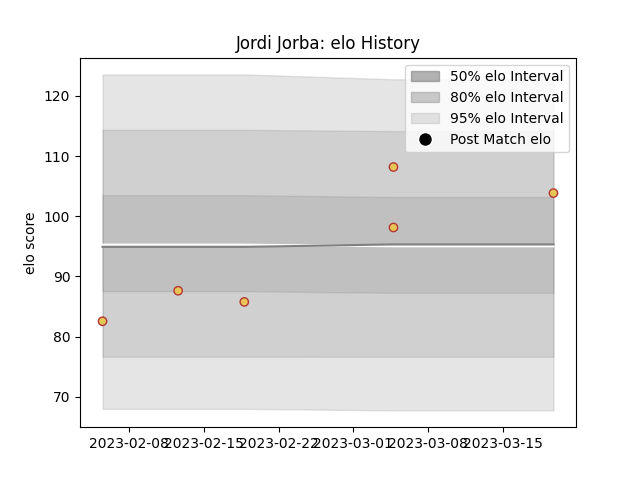 Jordi Jorba: elo History
50% elo Interval
80% elo Interval
95% elo Interval
Post Match elo
elo score
120
110
100
90
80
70
2023-02-08
2023-02-15
2023-02-22
2023-03-01
2023-03-08
2023-03-15